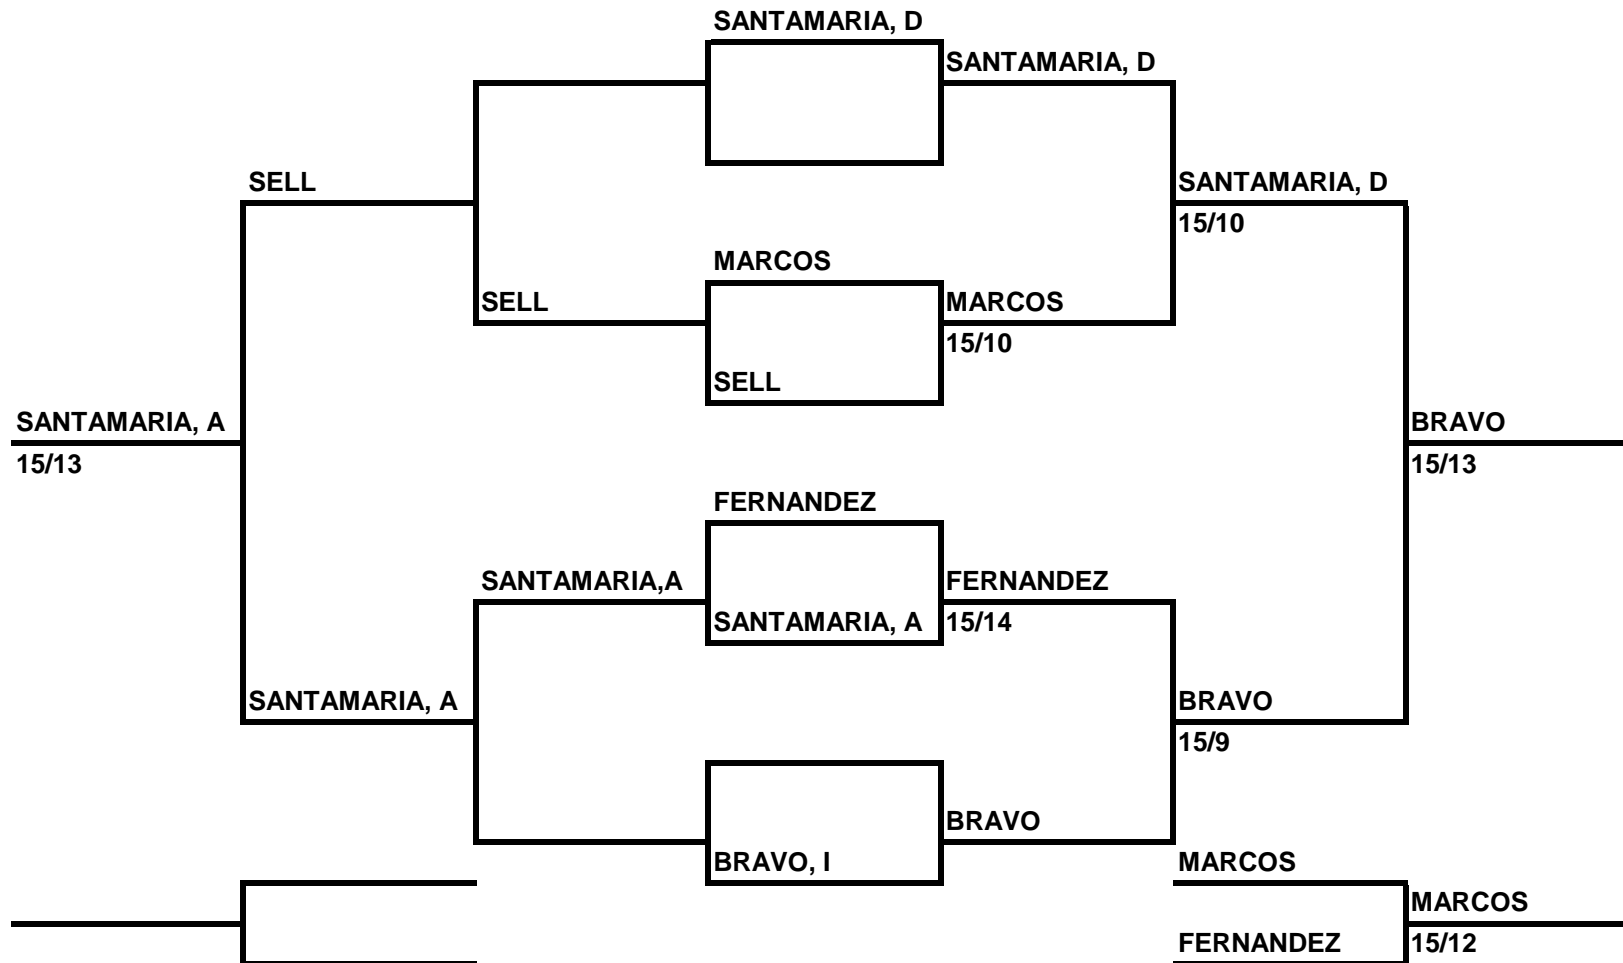 SANTAMARIA, D
SANTAMARIA, D
SELL
SANTAMARIA, D
15/10
MARCOS
SELL
MARCOS
15/10
SELL
SANTAMARIA, A
BRAVO
15/13
15/13
FERNANDEZ
SANTAMARIA,A
FERNANDEZ
SANTAMARIA, A
15/14
SANTAMARIA, A
BRAVO
15/9
BRAVO
BRAVO, I
MARCOS
MARCOS
FERNANDEZ
15/12